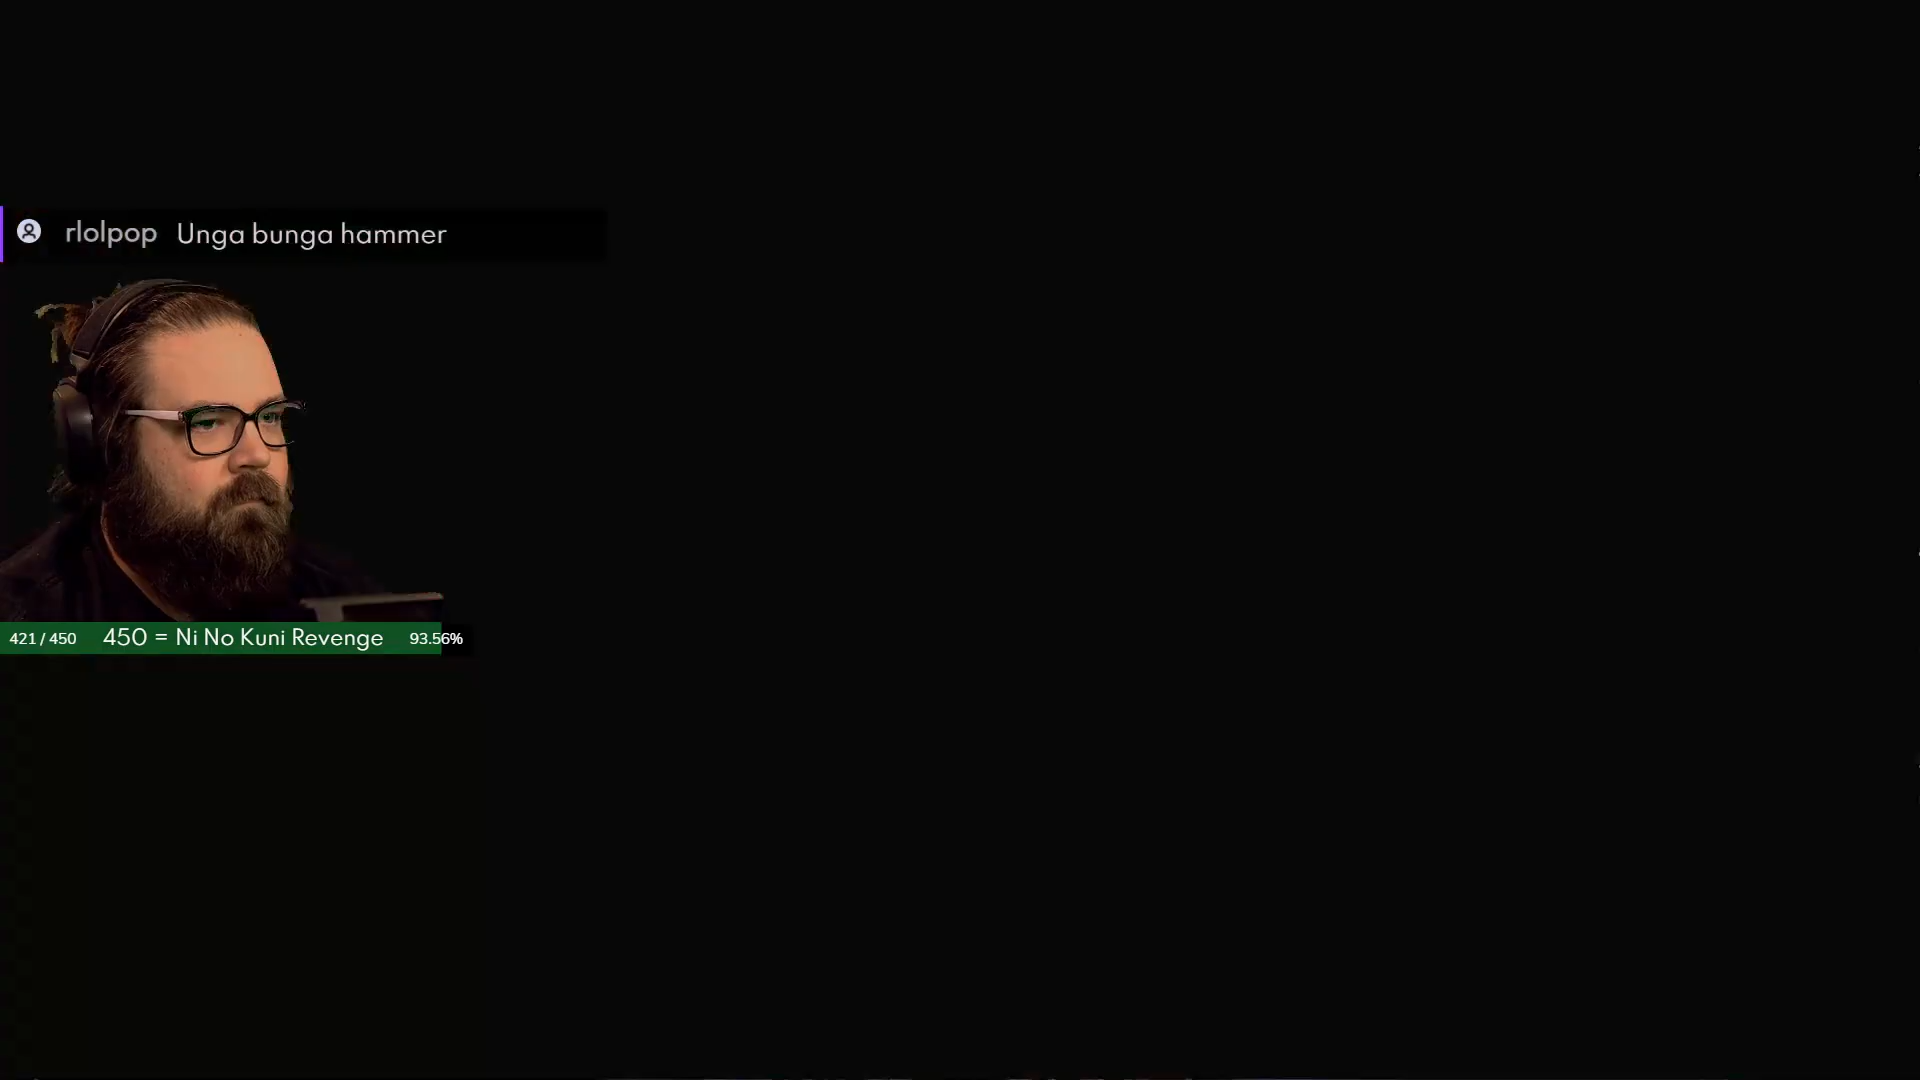 rlolpop Unga bunga hammer
421 / 450 450 = Ni No Kuni Revenge 93.56%